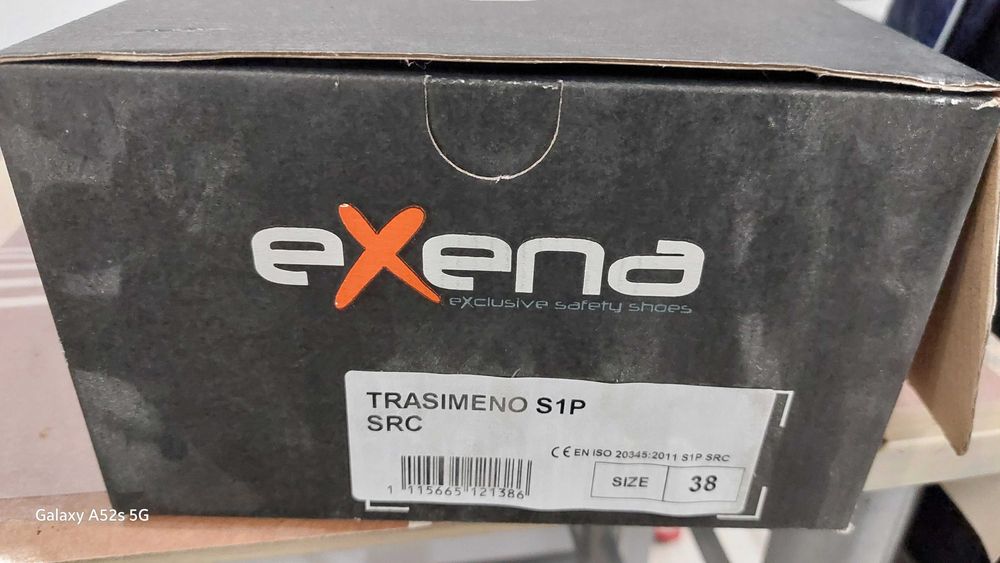 eXena
eXclusive safety shoes
TRASIMENO S1P
SRC
CE EN ISO 20345:2011 S1P SRC
1 115665 121386
SIZE 38
Galaxy A52s 5G